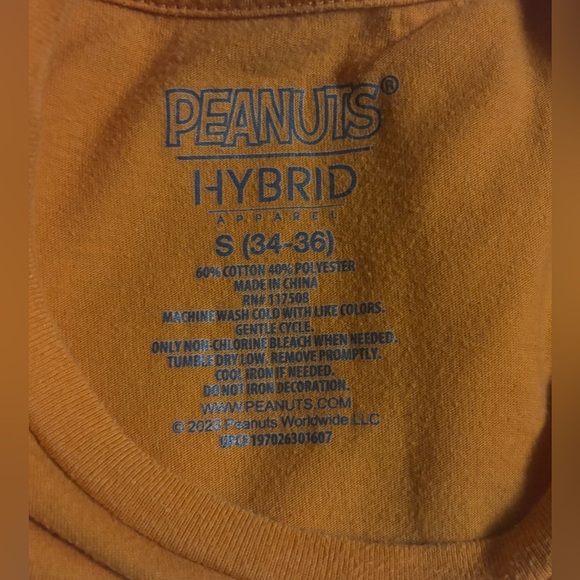 PEANUTS®
HYBRID
APPAREL
S (34-36)
60% COTTON 40% POLYESTER
MADE IN CHINA
RN# 117508
MACHINE WASH COLD WITH LIKE COLORS.
GENTLE CYCLE.
ONLY NON-CHLORINE BLEACH WHEN NEEDED.
TUMBLE DRY LOW. REMOVE PROMPTLY.
COOL IRON IF NEEDED.
DO NOT IRON DECORATION.
WWW.PEANUTS.COM
© 2023 Peanuts Worldwide LLC
UPC# 197026301607